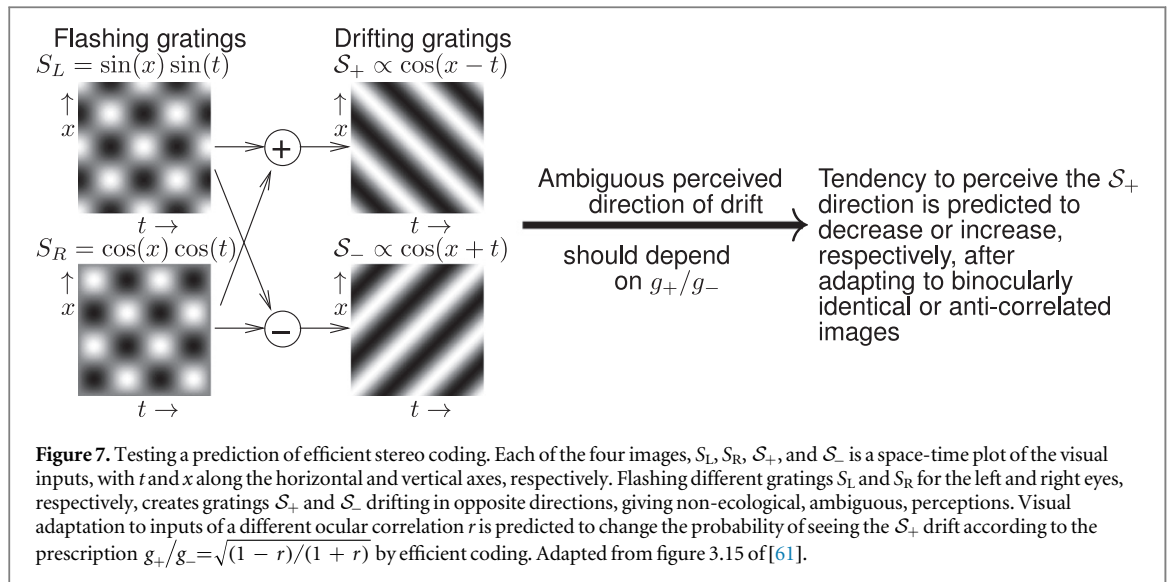 Flashing gratings
S_L = sin(x) sin(t)
↑
x
t →
S_R = cos(x) cos(t)
↑
x
t →
+
−
Drifting gratings
𝒮_+ ∝ cos(x − t)
↑
x
t →
𝒮_− ∝ cos(x + t)
↑
x
t →
Ambiguous perceived
direction of drift
should depend
on g_+/g_−
Tendency to perceive the 𝒮_+
direction is predicted to
decrease or increase,
respectively, after
adapting to binocularly
identical or anti-correlated
images
Figure 7. Testing a prediction of efficient stereo coding. Each of the four images, S_L, S_R, 𝒮_+, and 𝒮_− is a space-time plot of the visual
inputs, with t and x along the horizontal and vertical axes, respectively. Flashing different gratings S_L and S_R for the left and right eyes,
respectively, creates gratings 𝒮_+ and 𝒮_− drifting in opposite directions, giving non-ecological, ambiguous, perceptions. Visual
adaptation to inputs of a different ocular correlation r is predicted to change the probability of seeing the 𝒮_+ drift according to the
prescription g_+/g_−=√((1 − r)/(1 + r)) by efficient coding. Adapted from figure 3.15 of [61].